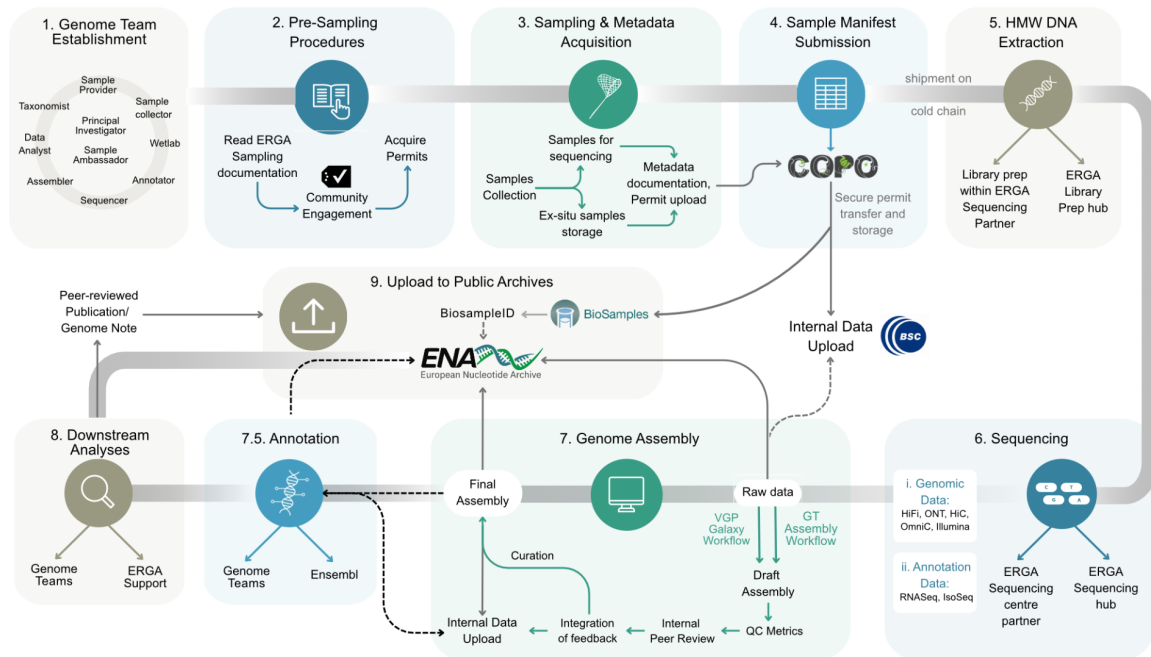 1. Genome Team
Establishment
Sample
Provider
Taxonomist
Sample
collector
Principal
Investigator
Data
Analyst
Sample
Ambassador
Wetlab
Assembler
Annotator
Sequencer
2. Pre-Sampling
Procedures
Read ERGA
Sampling
documentation
Acquire
Permits
Community
Engagement
3. Sampling & Metadata
Acquisition
Samples for
sequencing
Samples
Collection
Metadata
documentation,
Permit upload
Ex-situ samples
storage
4. Sample Manifest
Submission
COPO
Secure permit
transfer and
storage
shipment on
cold chain
5. HMW DNA
Extraction
Library prep
within ERGA
Sequencing
Partner
ERGA
Library
Prep hub
Peer-reviewed
Publication/
Genome Note
9. Upload to Public Archives
BiosampleID
BioSamples
ENA
European Nucleotide Archive
Internal Data
Upload
BSC
8. Downstream
Analyses
Genome
Teams
ERGA
Support
7.5. Annotation
Genome
Teams
Ensembl
7. Genome Assembly
Final
Assembly
Raw data
VGP
Galaxy
Workflow
GT
Assembly
Workflow
Curation
Draft
Assembly
Internal Data
Upload
Integration
of feedback
Internal
Peer Review
QC Metrics
6. Sequencing
i. Genomic
Data:
HiFi, ONT, HiC,
OmniC, Illumina
C T
G A
ii. Annotation
Data:
RNASeq, IsoSeq
ERGA
Sequencing
centre
partner
ERGA
Sequencing
hub